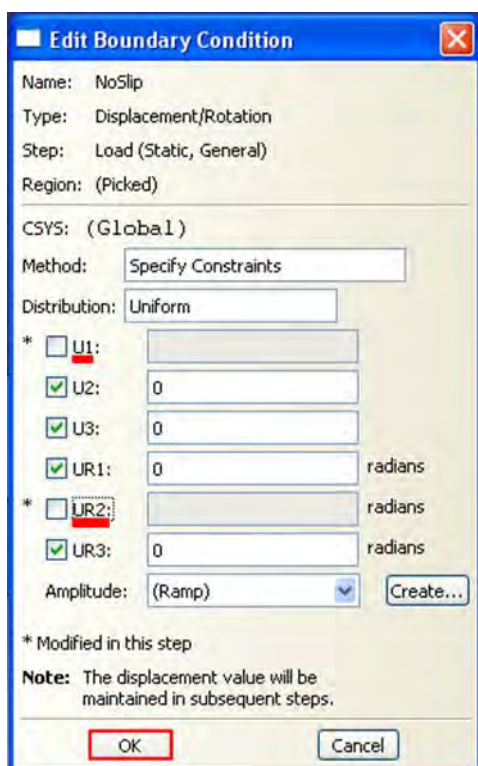 Edit Boundary Condition
Name: NoSlip
Type: Displacement/Rotation
Step: Load (Static, General)
Region: (Picked)
CSYS: (Global)
Method: Specify Constraints
Distribution: Uniform
* U1:
U2: 0
U3: 0
UR1: 0 radians
* UR2: radians
UR3: 0 radians
Amplitude: (Ramp) Create...
* Modified in this step
Note: The displacement value will be
maintained in subsequent steps.
OK Cancel